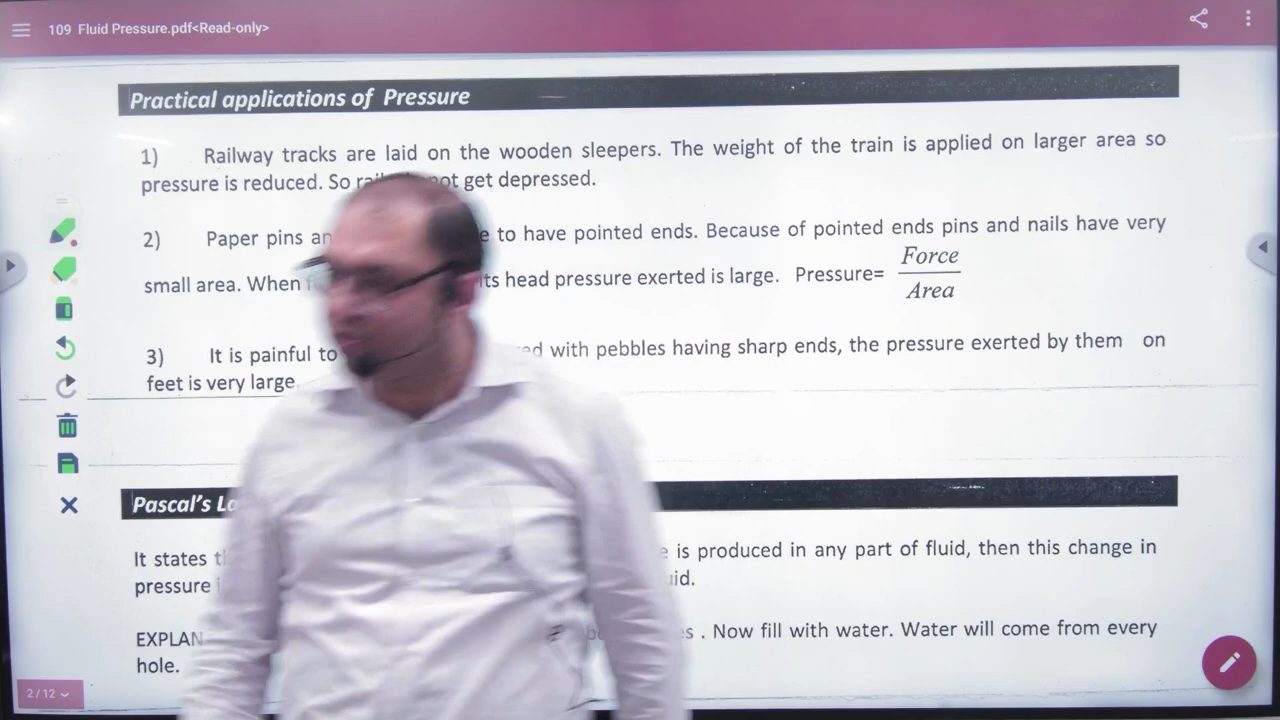 109 Fluid Pressure.pdf<Read-only>
Practical applications of Pressure
1) Railway tracks are laid on the wooden sleepers. The weight of the train is applied on larger area so
pressure is reduced. So not get depressed.
2) Paper pins to have pointed ends. Because of pointed ends pins and nails have very
small area. When its head pressure exerted is large. Pressure= Force
Area
3) It is painful to with pebbles having sharp ends, the pressure exerted by them on
feet is very large
Pascal's
It states is produced in any part of fluid, then this change in
pressure
. Now fill with water. Water will come from every
hole.
2/12